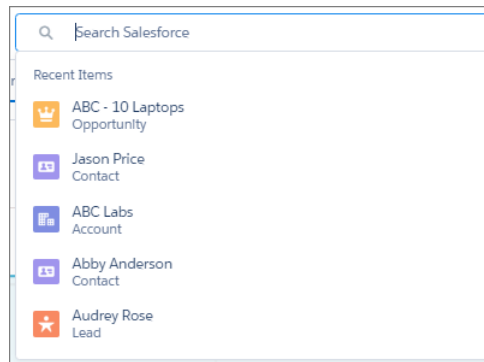 Search Salesforce
Recent Items
ABC - 10 Laptops
Opportunity
Jason Price
Contact
ABC Labs
Account
Abby Anderson
Contact
Audrey Rose
Lead